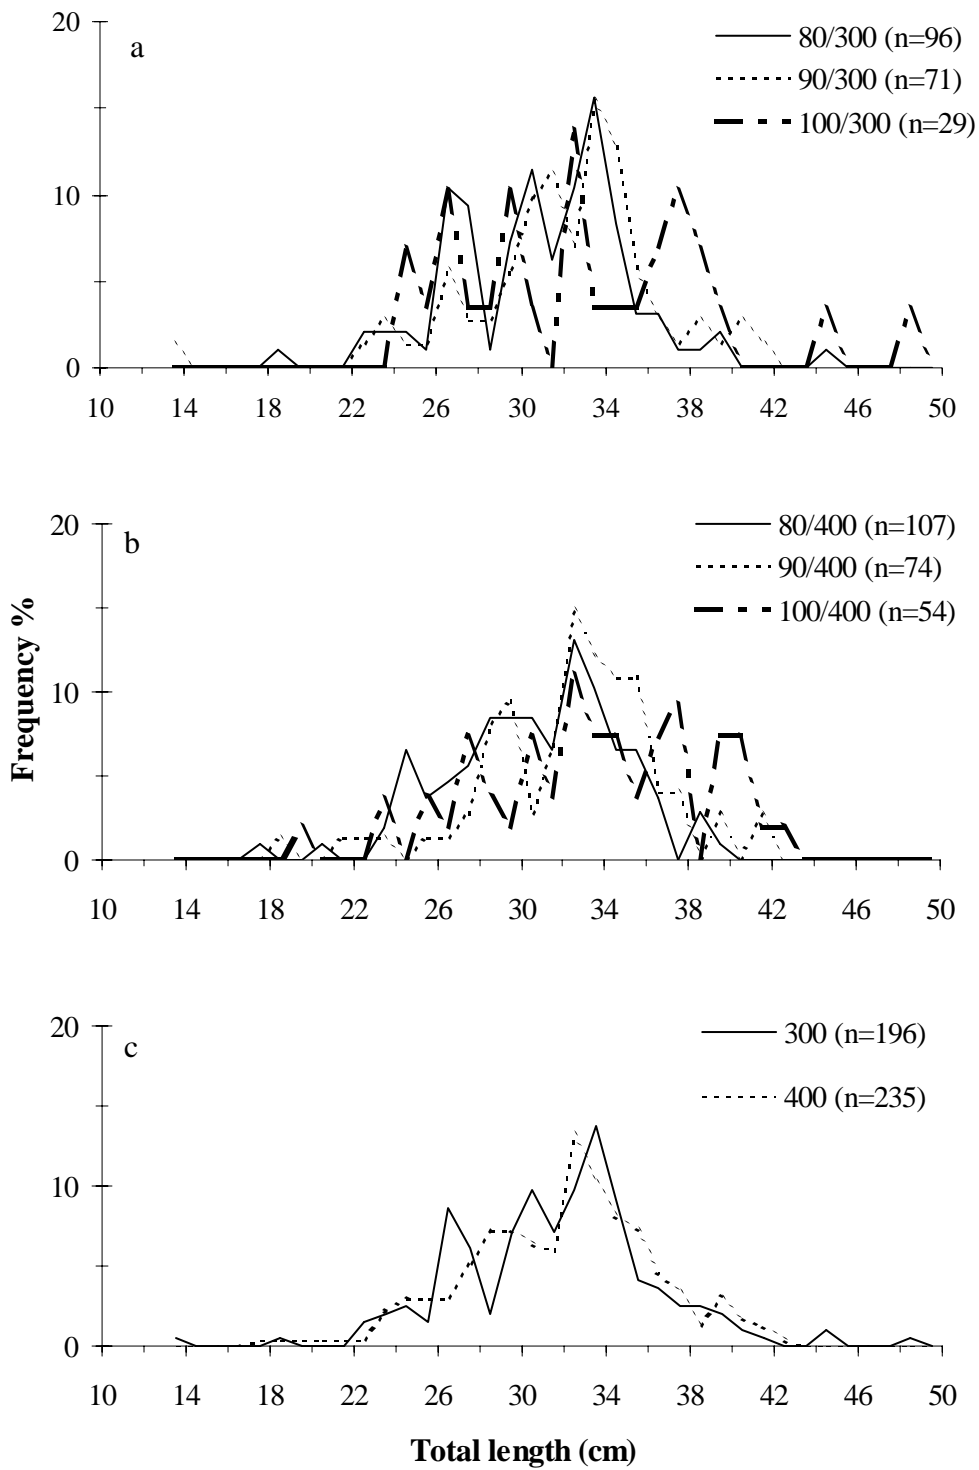 20
a
80/300 (n=96)
90/300 (n=71)
100/300 (n=29)
10
0
10 14 18 22 26 30 34 38 42 46 50
20
b
80/400 (n=107)
90/400 (n=74)
100/400 (n=54)
Frequency %
10
0
10 14 18 22 26 30 34 38 42 46 50
20
c
300 (n=196)
400 (n=235)
10
0
10 14 18 22 26 30 34 38 42 46 50
Total length (cm)